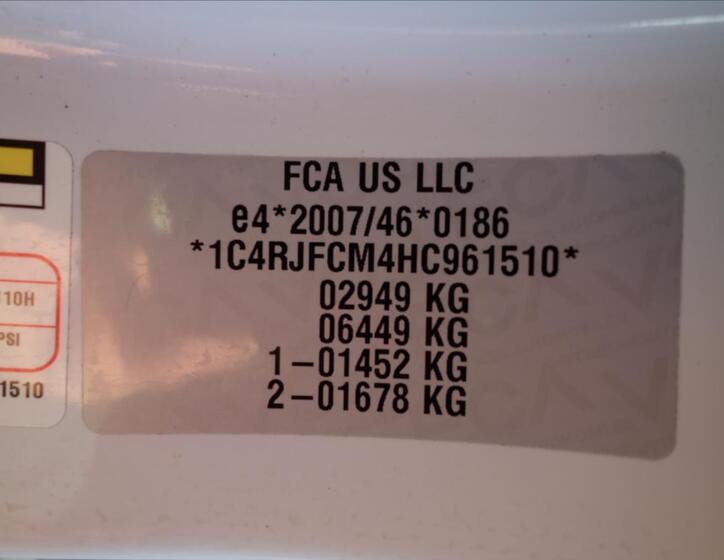 FCA US LLC
e4*2007/46*0186
*1C4RJFCM4HC961510*
02949 KG
06449 KG
1-01452 KG
2-01678 KG
10H
PSI
1510